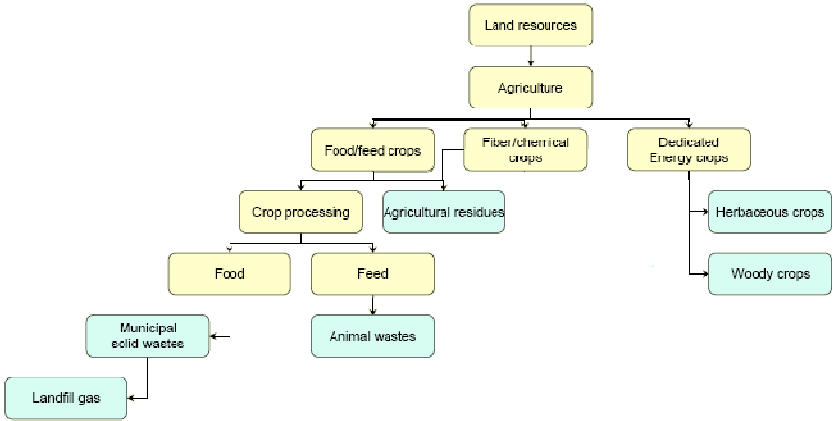 Land resources
Agriculture
Food/feed crops
Fiber/chemical
crops
Dedicated
Energy crops
Crop processing
Agricultural residues
Herbaceous crops
Food
Feed
Woody crops
Municipal
solid wastes
Animal wastes
Landfill gas